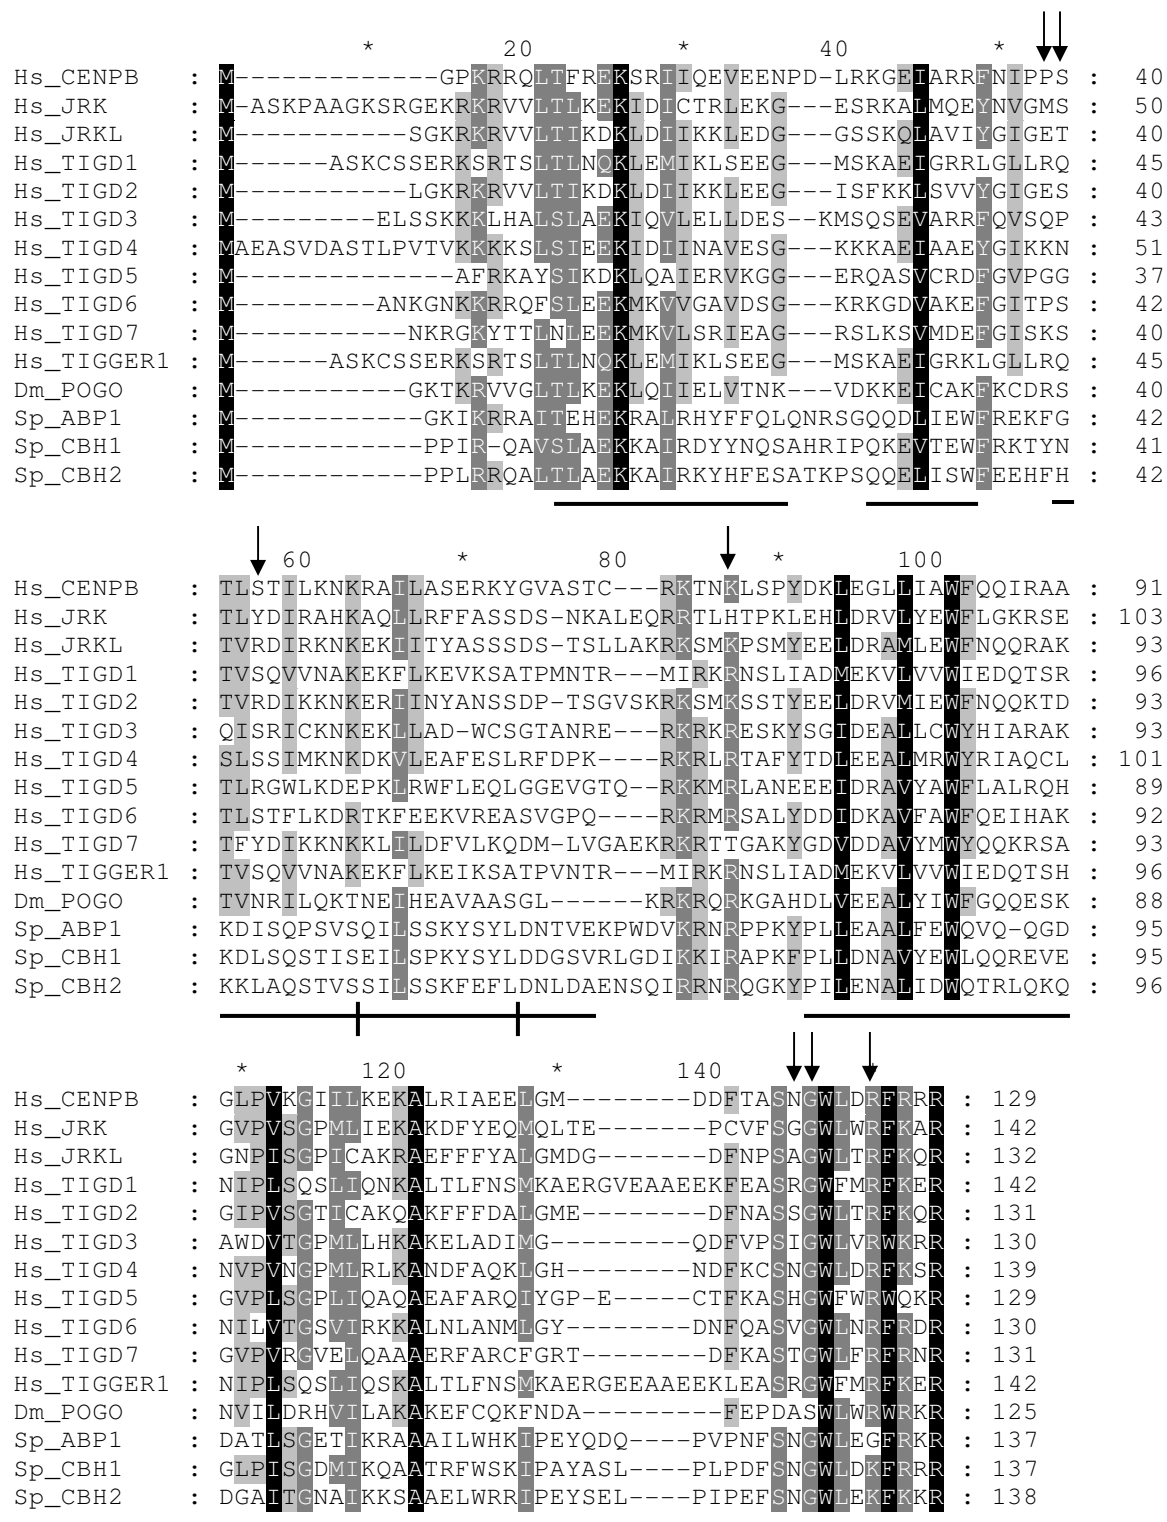 * 20 * 40 *
Hs_CENPB : M-------------GPKRRQLTFREKSRIIQEVEENPD-LRKGEIARRFNIPPS : 40
Hs_JRK : M-ASKPAAGKSRGEKRKRVVLTLKEKIDICTRLEKG---ESRKALMQEYNVGMS : 50
Hs_JRKL : M-----------SGKRKRVVLTIKDKLDIIKKLEDG---GSSKQLAVIYGIGET : 40
Hs_TIGD1 : M------ASKCSSERKSRTSLTLNQKLEMIKLSEEG---MSKAEIGRRLGLLRQ : 45
Hs_TIGD2 : M-----------LGKRKRVVLTIKDKLDIIKKLEEG---ISFKKLSVVYGIGES : 40
Hs_TIGD3 : M---------ELSSKKKLHALSLAEKIQVLELLDES--KMSQSEVARRFQVSQP : 43
Hs_TIGD4 : MAEASVDASTLPVTVKKKKSLSIEEKIDIINAVESG---KKKAEIAAEYGIKKN : 51
Hs_TIGD5 : M--------------AFRKAYSIKDKLQAIERVKGG---ERQASVCRDFGVPGG : 37
Hs_TIGD6 : M---------ANKGNKKRRQFSLEEKMKVVGAVDSG---KRKGDVAKEFGITPS : 42
Hs_TIGD7 : M-----------NKRGKYTTLNLEEKMKVLSRIEAG---RSLKSVMDEFGISKS : 40
Hs_TIGGER1 : M------ASKCSSERKSRTSLTLNQKLEMIKLSEEG---MSKAEIGRKLGLLRQ : 45
Dm_POGO : M-----------GKTKRVVGLTLKEKLQIIELVTNK---VDKKEICAKFKCDRS : 40
Sp_ABP1 : M------------GKIKRRAITEHEKRALRHYFFQLQNRSGQQDLIEWFREKFG : 42
Sp_CBH1 : M------------PPIR-QAVSLAEKKAIRDYYNQSAHRIPQKEVTEWFRKTYN : 41
Sp_CBH2 : M------------PPLRRQALTLAEKKAIRKYHFESATKPSQQELISWFEEHFH : 42
60 * 80 * 100
Hs_CENPB : TLSTILKNKRAILASERKYGVASTC---RKTNKLSPYDKLEGLLIAWFQQIRAA : 91
Hs_JRK : TLYDIRAHKAQLLRFFASSDS-NKALEQRRTLHTPKLEHLDRVLYEWFLGKRSE : 103
Hs_JRKL : TVRDIRKNKEKIITYASSSDS-TSLLAKRKSMKPSMYEELDRAMLEWFNQQRAK : 93
Hs_TIGD1 : TVSQVVNAKEKFLKEVKSATPMNTR---MIRKRNSLIADMEKVLVVWIEDQTSR : 96
Hs_TIGD2 : TVRDIKKNKERIINYANSSDP-TSGVSKRKSMKSSTYEELDRVMIEWFNQQKTD : 93
Hs_TIGD3 : QISRICKNKEKLLAD-WCSGTANRE---RKRKRESKYSGIDEALLCWYHIARAK : 93
Hs_TIGD4 : SLSSIMKNKDKVLEAFESLRFDPK----RKRLRTAFYTDLEEALMRWYRIAQCL : 101
Hs_TIGD5 : TLRGWLKDEPKLRWFLEQLGGEVGTQ--RKKMRLANEEEIDRAVYAWFLALRQH : 89
Hs_TIGD6 : TLSTFLKDRTKFEEKVREASVGPQ----RKRMRSALYDDIDKAVFAWFQEIHAK : 92
Hs_TIGD7 : TFYDIKKNKKLILDFVLKQDM-LVGAEKRKRTTGAKYGDVDDAVYMWYQQKRSA : 93
Hs_TIGGER1 : TVSQVVNAKEKFLKEIKSATPVNTR---MIRKRNSLIADMEKVLVVWIEDQTSH : 96
Dm_POGO : TVNRILQKTNEIHEAVAASGL------KRKRQRKGAHDLVEEALYIWFGQQESK : 88
Sp_ABP1 : KDISQPSVSQILSSKYSYLDNTVEKPWDVKRNRPPKYPLLEAALFEWQVQ-QGD : 95
Sp_CBH1 : KDLSQSTISEILSPKYSYLDDGSVRLGDIKKIRAPKFPLLDNAVYEWLQQREVE : 95
Sp_CBH2 : KKLAQSTVSSILSSKFEFLDNLDAENSQIRRNRQGKYPILENALIDWQTRLQKQ : 96
* 120 * 140 *
Hs_CENPB : GLPVKGIILKEKALRIAEELGM--------DDFTASNGWLDRFRRR : 129
Hs_JRK : GVPVSGPMLIEKAKDFYEQMQLTE------PCVFSGGWLWRFKAR : 142
Hs_JRKL : GNPISGPICAKRAEFFFYALGMDG------DFNPSAGWLTRFKQR : 132
Hs_TIGD1 : NIPLSQSLIQNKALTLFNSMKAERGVEAAEEKFEASRGWFMRFKER : 142
Hs_TIGD2 : GIPVSGTICAKQAKFFFDALGME-------DFNASSGWLTRFKQR : 131
Hs_TIGD3 : AWDVTGPMLLHKAKELADIMG---------QDFVPSIGWLVRWKRR : 130
Hs_TIGD4 : NVPVNGPMLRLKANDFAQKLGH--------NDFKCSNGWLDRFKSR : 139
Hs_TIGD5 : GVPLSGPLIQAQAEAFARQIYGP-E-----CTFKASHGWFWRWQKR : 129
Hs_TIGD6 : NILVTGSVIRKKALNLANMLGY--------DNFQASVGWLNRFRDR : 130
Hs_TIGD7 : GVPVRGVELQAAAERFARCFGRT-------DFKASTGWLFRFRNR : 131
Hs_TIGGER1 : NIPLSQSLIQSKALTLFNSMKAERGEEAAEEKLEASRGWFMRFKER : 142
Dm_POGO : NVILDRHVILAKAKEFCQKFNDA--------FEPDASWLWRWRKR : 125
Sp_ABP1 : DATLSGETIKRAAAILWHKIPEYQDQ----PVPNFSNGWLEGFRKR : 137
Sp_CBH1 : GLPISGDMIKQAATRFWSKIPAYASL----PLPDFSNGWLDKFRRR : 137
Sp_CBH2 : DGAITGNAIKKSAAELWRRIPEYSEL----PIPEFSNGWLEKFKKR : 138